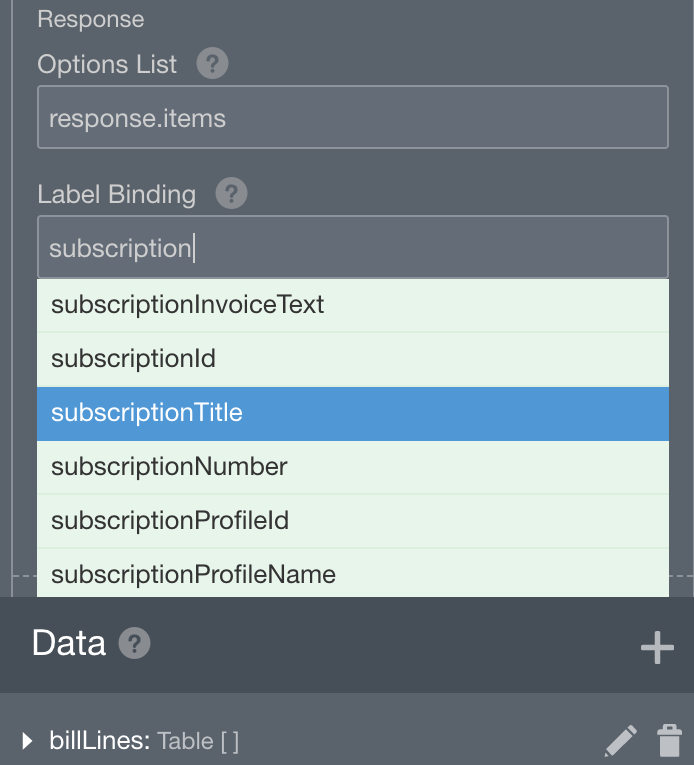 Response
Options List ?
response.items
Label Binding ?
subscription
subscriptionInvoiceText
subscriptionId
subscriptionTitle
subscriptionNumber
subscriptionProfileId
subscriptionProfileName
Data ? +
billLines: Table [ ]